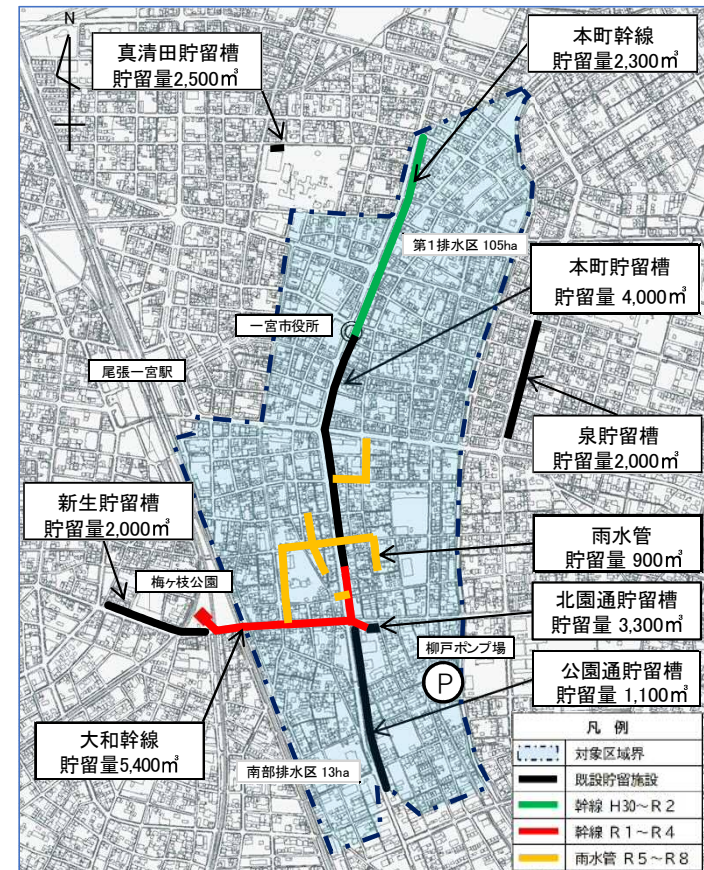 N
真清田貯留槽
貯留量2,500㎥
本町幹線
貯留量2,300㎥
第1排水区 105ha
本町貯留槽
貯留量 4,000㎥
一宮市役所
尾張一宮駅
泉貯留槽
貯留量2,000㎥
新生貯留槽
貯留量2,000㎥
雨水管
貯留量 900㎥
梅ヶ枝公園
北園通貯留槽
貯留量 3,300㎥
柳戸ポンプ場
P
公園通貯留槽
貯留量 1,100㎥
大和幹線
貯留量5,400㎥
南部排水区 13ha
凡 例
対象区域界
既設貯留施設
幹線 H30～R2
幹線 R1～R4
雨水管 R5～R8